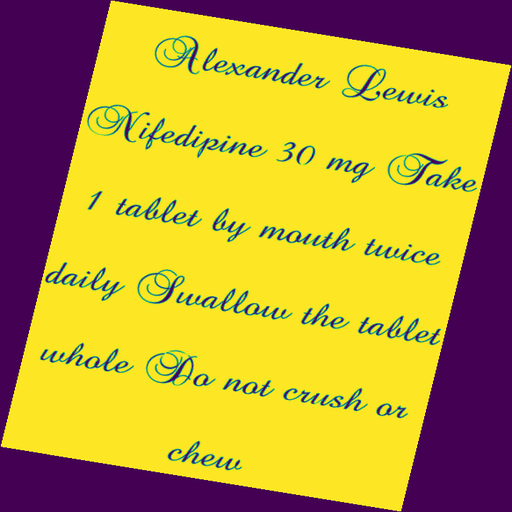 Alexander Lewis
Nifedipine 30 mg Take
1 tablet by mouth twice
daily Swallow the tablet
whole Do not crush or
chew